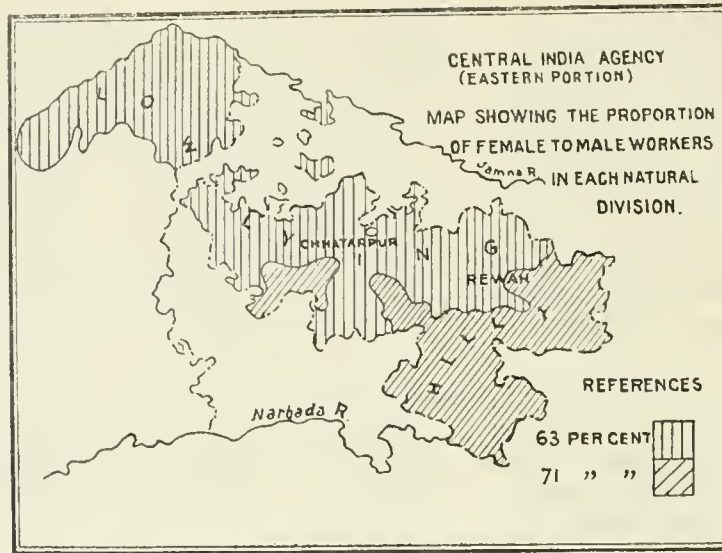 CENTRAL INDIA AGENCY
(EASTERN PORTION)
MAP SHOWING THE PROPORTION
OF FEMALE TO MALE WORKERS
IN EACH NATURAL
DIVISION.
Jamna R.
L O
L Y I N G
CHHATARPUR
REWAH
H I L L Y
Narbada R.
REFERENCES
63 PER CENT
71 " "